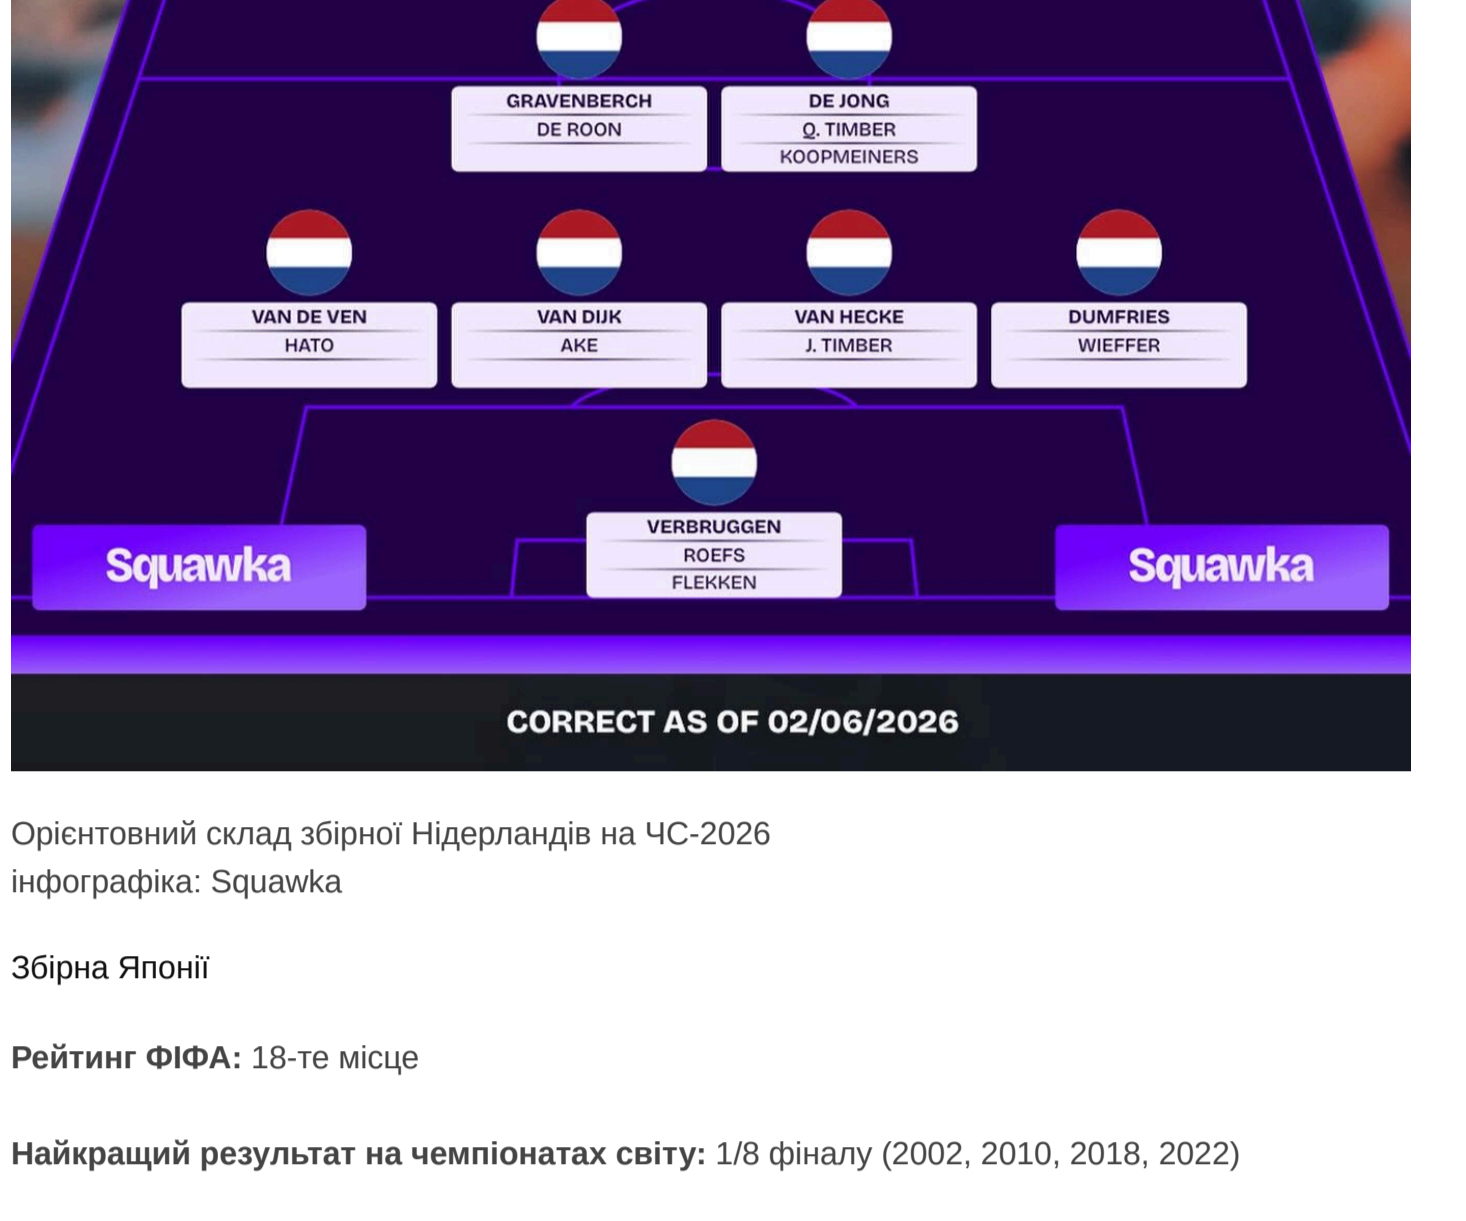 GRAVENBERCH
DE ROON
DE JONG
Q. TIMBER
KOOPMEINERS
VAN DE VEN
HATO
VAN DIJK
AKE
VAN HECKE
J. TIMBER
DUMFRIES
WIEFFER
VERBRUGGEN
ROEFS
FLEKKEN
Squawka
Squawka
CORRECT AS OF 02/06/2026
Орієнтовний склад збірної Нідерландів на ЧС-2026
інфографіка: Squawka
Збірна Японії
Рейтинг ФІФА: 18-те місце
Найкращий результат на чемпіонатах світу: 1/8 фіналу (2002, 2010, 2018, 2022)